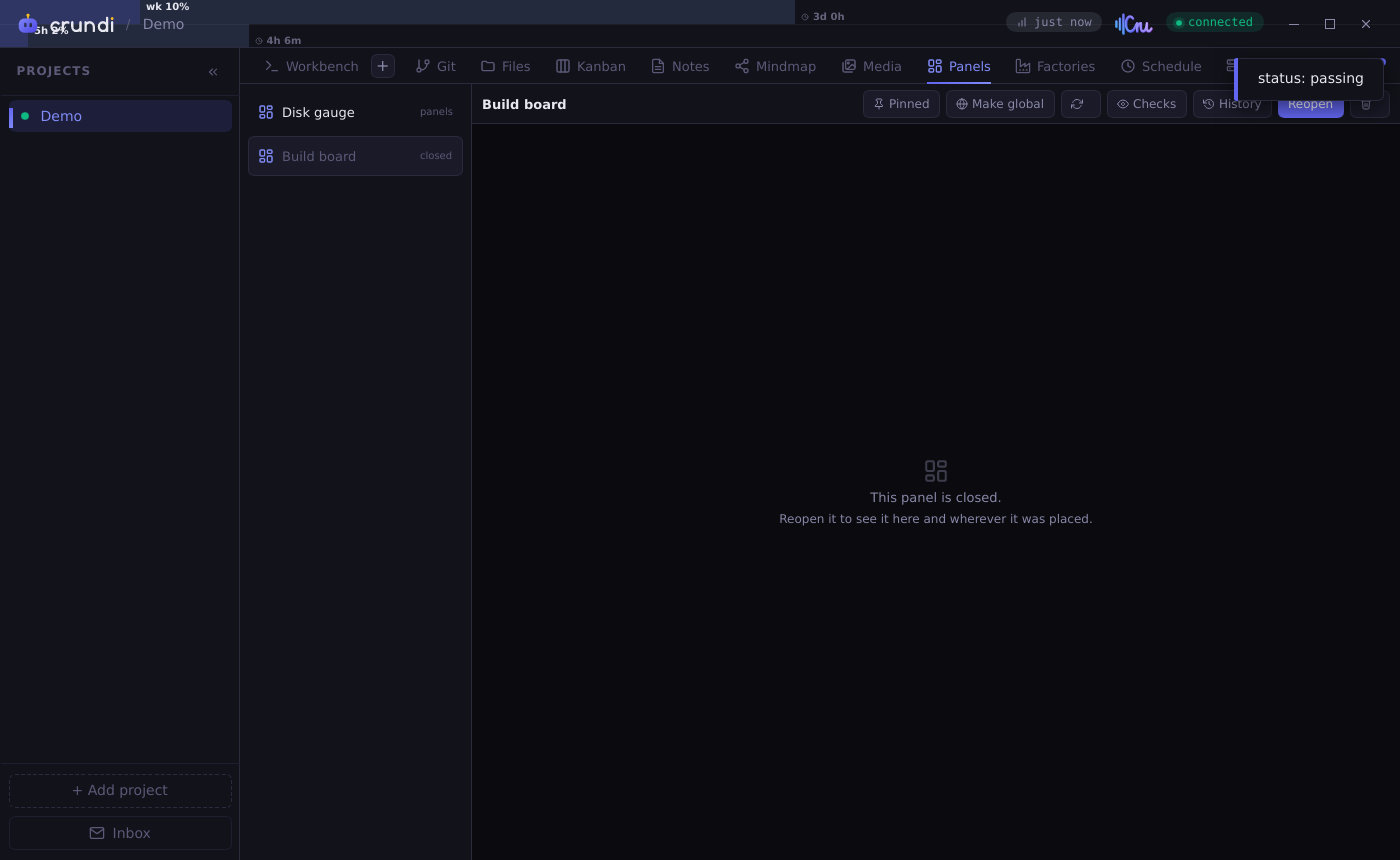 wk 10%
3d 0h
crundi / Demo
5h 2%
4h 6m
just now
Cru
connected
PROJECTS
Workbench
Git
Files
Kanban
Notes
Mindmap
Media
Panels
Factories
Schedule
status: passing
Demo
Disk gauge
panels
Build board
closed
Build board
Pinned
Make global
Checks
History
Reopen
This panel is closed.
Reopen it to see it here and wherever it was placed.
+ Add project
Inbox